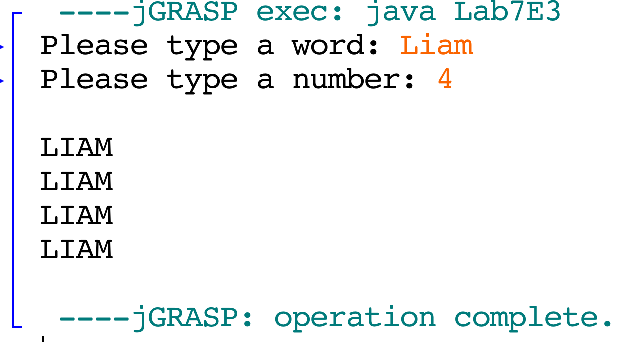 ----jGRASP exec: java Lab7E3
Please type a word: Liam
Please type a number: 4
LIAM
LIAM
LIAM
LIAM
----jGRASP: operation complete.